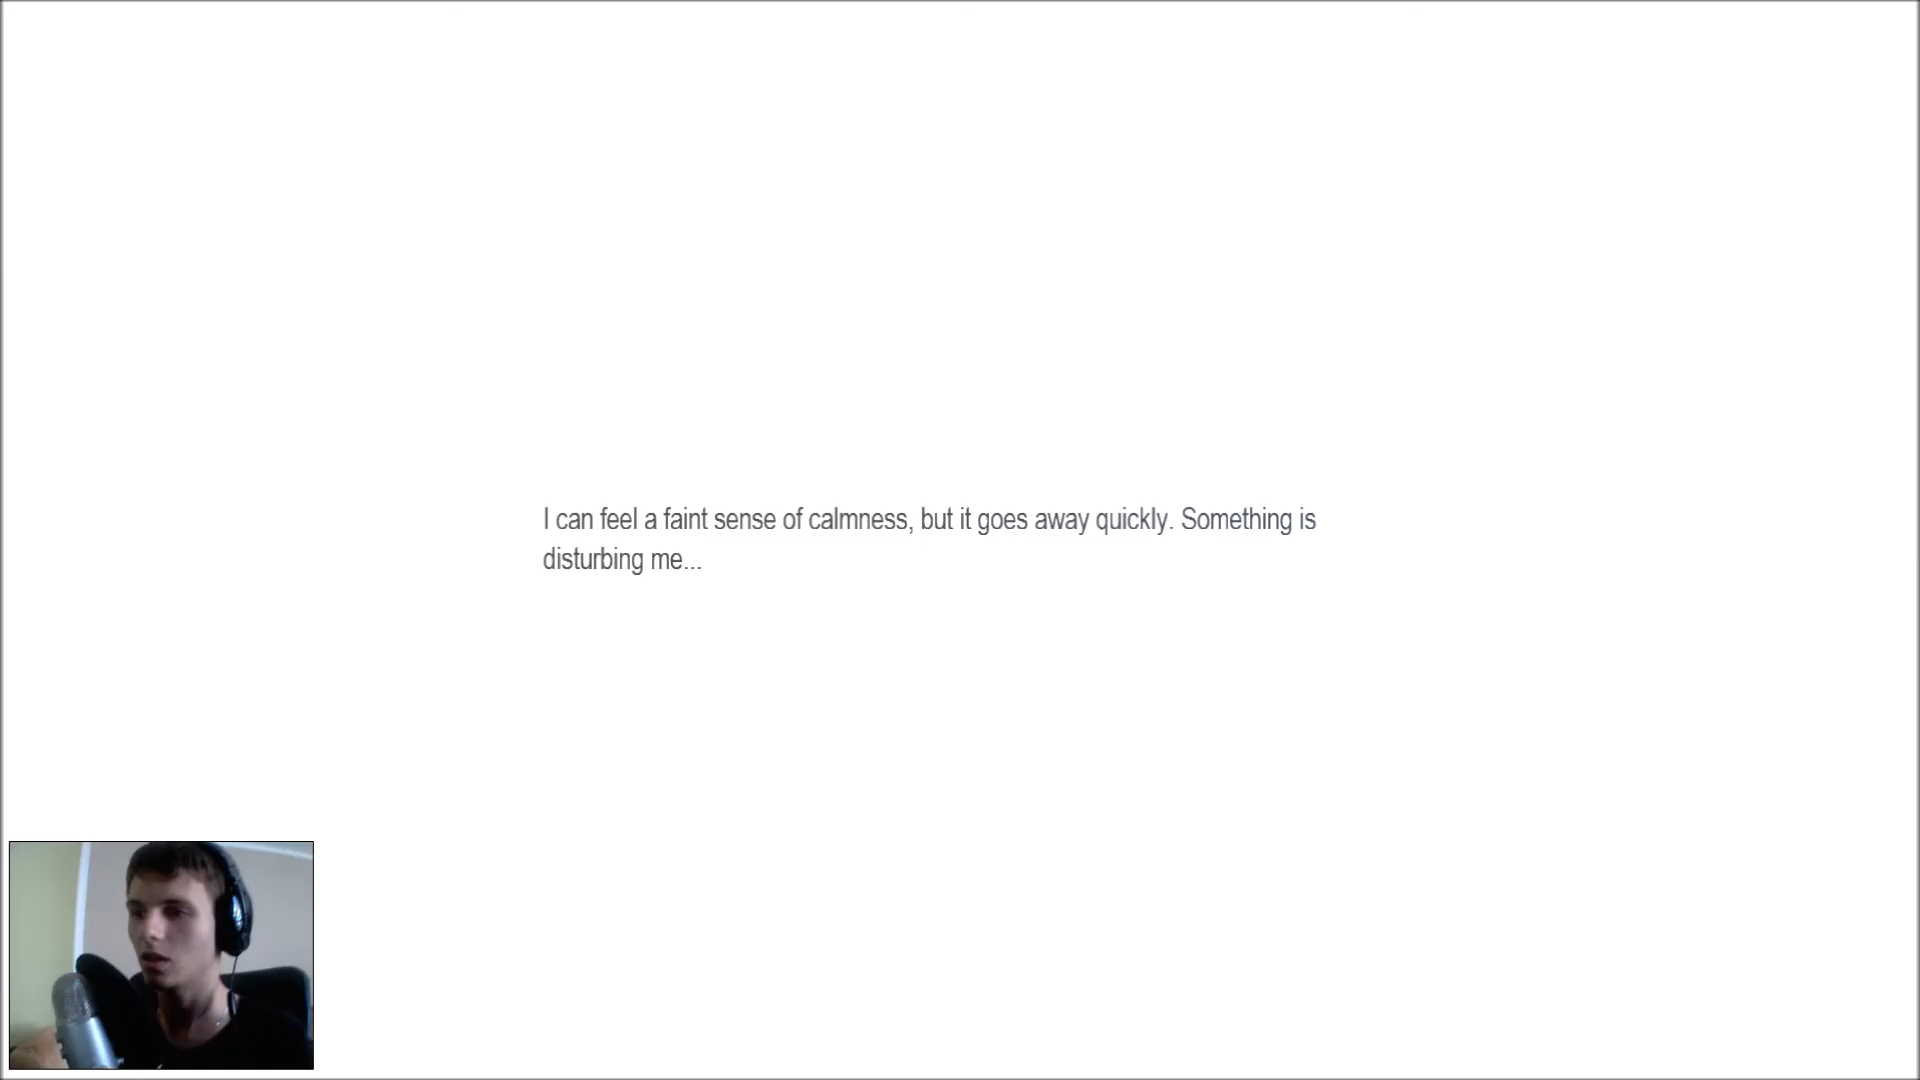 I can feel a faint sense of calmness, but it goes away quickly. Something is
disturbing me...